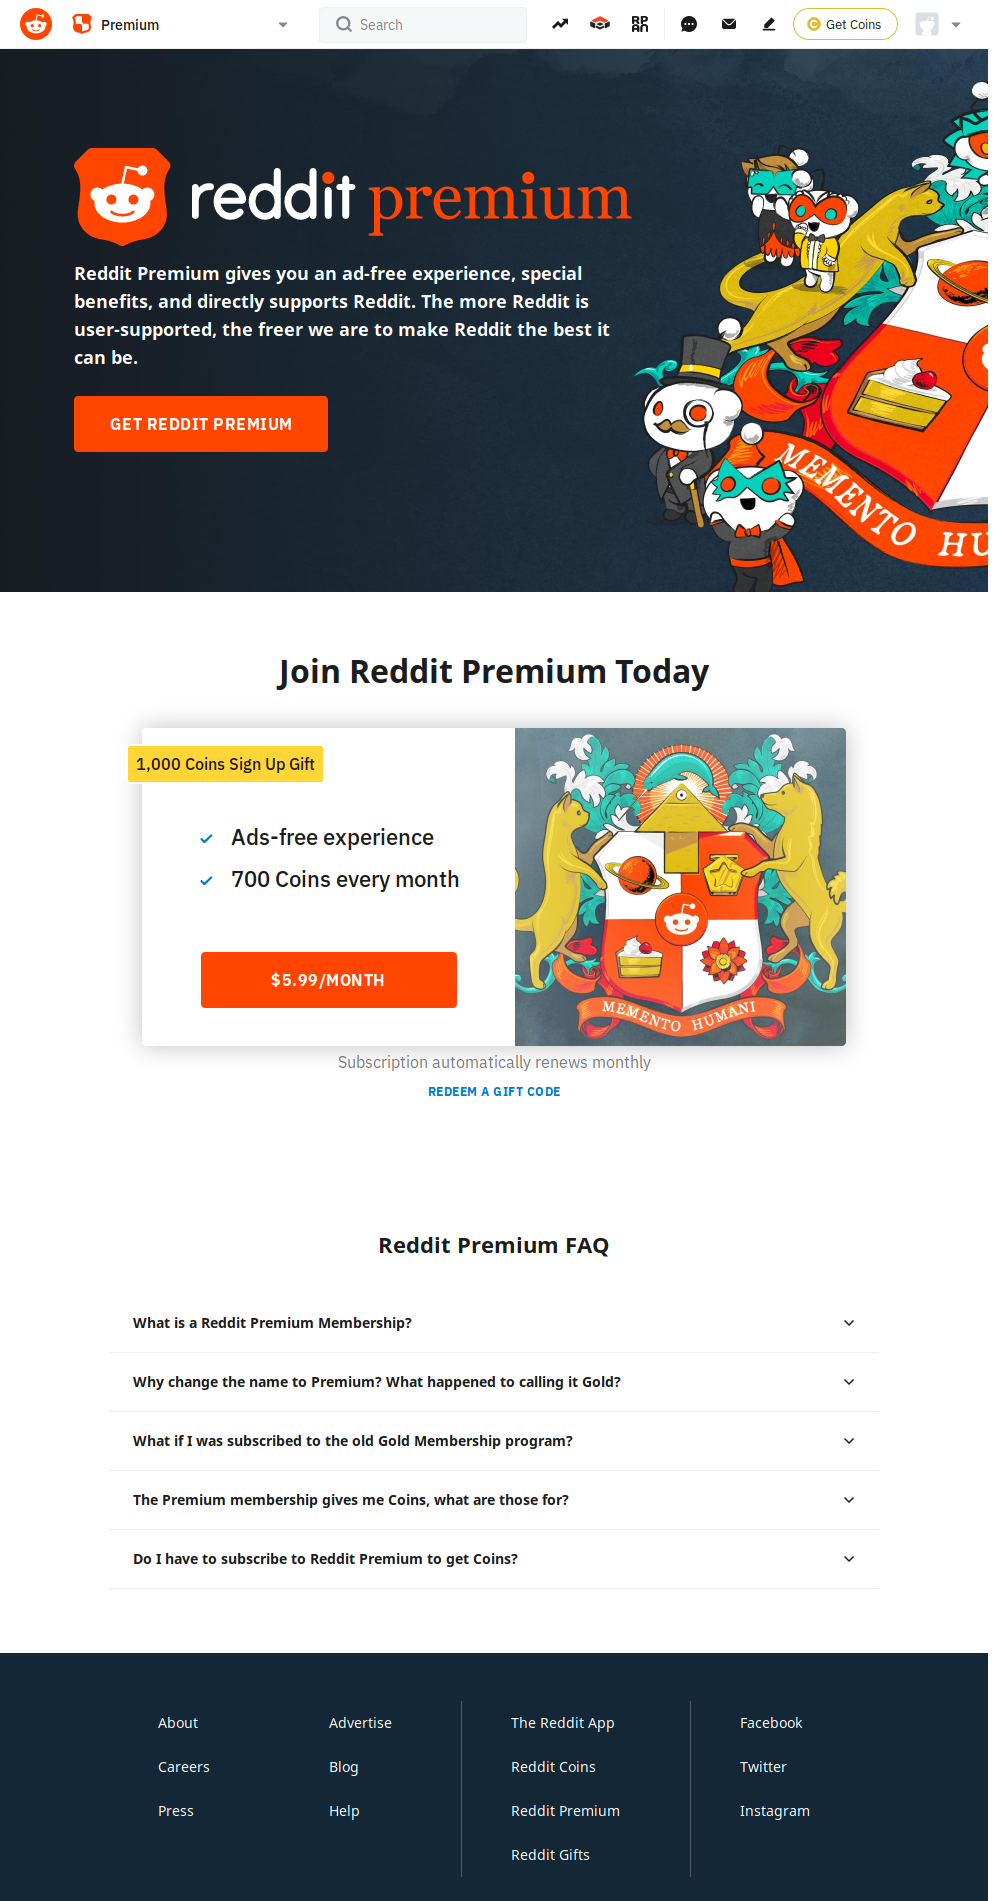 Premium
Search
RPAN
Get Coins
reddit premium
Reddit Premium gives you an ad-free experience, special
benefits, and directly supports Reddit. The more Reddit is
user-supported, the freer we are to make Reddit the best it
can be.
GET REDDIT PREMIUM
MEMENTO HU
Join Reddit Premium Today
1,000 Coins Sign Up Gift
Ads-free experience
700 Coins every month
$5.99/MONTH
MEMENTO HUMANI
Subscription automatically renews monthly
REDEEM A GIFT CODE
Reddit Premium FAQ
What is a Reddit Premium Membership?
Why change the name to Premium? What happened to calling it Gold?
What if I was subscribed to the old Gold Membership program?
The Premium membership gives me Coins, what are those for?
Do I have to subscribe to Reddit Premium to get Coins?
About
Careers
Press
Advertise
Blog
Help
The Reddit App
Reddit Coins
Reddit Premium
Reddit Gifts
Facebook
Twitter
Instagram